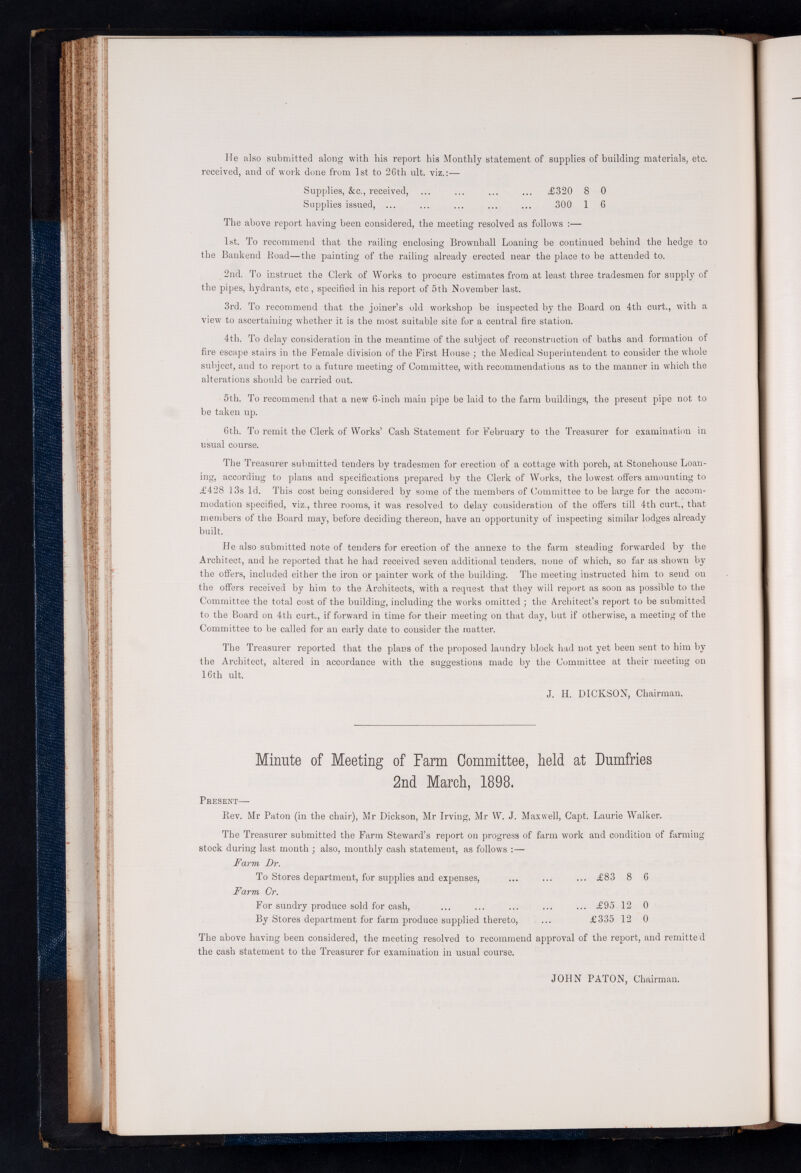 He also submitted along with his report his Monthly statement of supplies of building materials, etc.
received, and of work done from 1st to 26th ult. viz.:—
Supplies, &c., received, ... ... ... ... £320 8 0
Supplies issued, ... ... ... ... ... 300 1 6
The above report having been considered, the meeting resolved as follows :—
1st. To recommend that the railing enclosing Brownhall Loaning be continued behind the hedge to
the Bankend Road—the painting of the railing already erected near the place to be attended to.
2nd. To instruct the Clerk of Works to procure estimates from at least three tradesmen for supply of
the pipes, hydrants, etc , specified in his report of 5th November last.
3rd. To recommend that the joiner's old workshop be inspected by the Board on 4th curt., with a
view to ascertaining whether it is the most suitable site for a central fire station.
4th. To delay consideration in the meantime of the subject of reconstruction of baths and formation of
fire escape stairs in the Female division of the First House ; the Medical Superintendent to consider the whole
subject, and to report to a future meeting of Committee, with recommendations as to the manner in which the
alterations should be carried out.
5th. To recommend that a new 6-inch main pipe be laid to the farm buildings, the present pipe not to
be taken up.
6th. To remit the Clerk of Works' Cash Statement for February to the Treasurer for examination in
usual course.
The Treasurer submitted tenders by tradesmen for erection of a cottage with porch, at Stonehouse Loan-
ing, according to plans and specifications prepared by the Clerk of Works, the lowest offers amounting to
£428 13s 1d. This cost being considered by some of the members of Committee to be large for the accom-
modation specified, viz., three rooms, it was resolved to delay consideration of the offers till 4th curt., that
members of the Board may, before deciding thereon, have an opportunity of inspecting similar lodges already
built.
He also submitted note of tenders for erection of the annexe to the farm steading forwarded by the
Architect, and he reported that he had received seven additional tenders, none of which, so far as shown by
the offers, included either the iron or painter work of the building. The meeting instructed him to send on
the offers received by him to the Architects, with a request that they will report as soon as possible to the
Committee the total cost of the building, including the works omitted ; the Architect's report to be submitted
to the Board on 4th curt., if forward in time for their meeting on that day, but if otherwise, a meeting of the
Committee to be called for an early date to consider the matter.
The Treasurer reported that the plans of the proposed laundry block had not yet been sent to him by
the Architect, altered in accordance with the suggestions made by the Committee at their meeting on
16th ult.
J. H. DICKSON, Chairman.
Minute of Meeting of Farm Committee, held at Dumfries
2nd March, 1898.
PRESENT—
Rev. Mr Paton (in the chair), Mr Dickson, Mr Irving, Mr W. J. Maxwell, Capt. Laurie Walker.
The Treasurer submitted the Farm Steward's report on progress of farm work and condition of farming
stock during last month ; also, monthly cash statement, as follows :—
Farm Dr.
To Stores department, for supplies and expenses, ... ... ... £83 8 6
Farm Cr.
For sundry produce sold for cash, ... ... ... ... ... £95 12 0
By Stores department for farm produce supplied thereto, ... £335 12 0
The above having been considered, the meeting resolved to recommend approval of the report, and remitted
the cash statement to the Treasurer for examination in usual course.
JOHN PATON, Chairman.